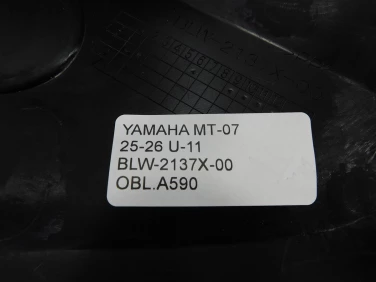 YAMAHA MT-07
25-26 U-11
BLW-2137X-00
OBL.A590